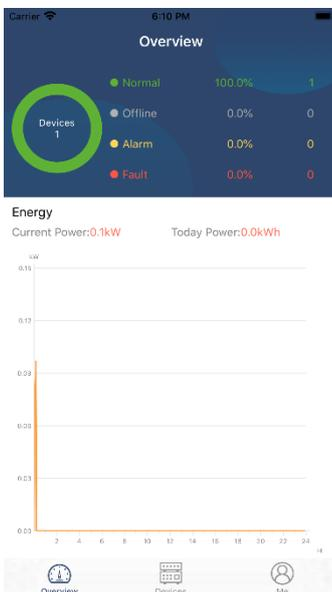 Carrier 6:10 PM
Overview
Devices
1
Normal 100.0% 1
Offline 0.0% 0
Alarm 0.0% 0
Fault 0.0% 0
Energy
Current Power:0.1kW Today Power:0.0kWh
kW
0.15
0.12
0.09
0.06
0.03
0.00
2 4 6 8 10 12 14 16 18 20 22 24
H
Overview Devices Me